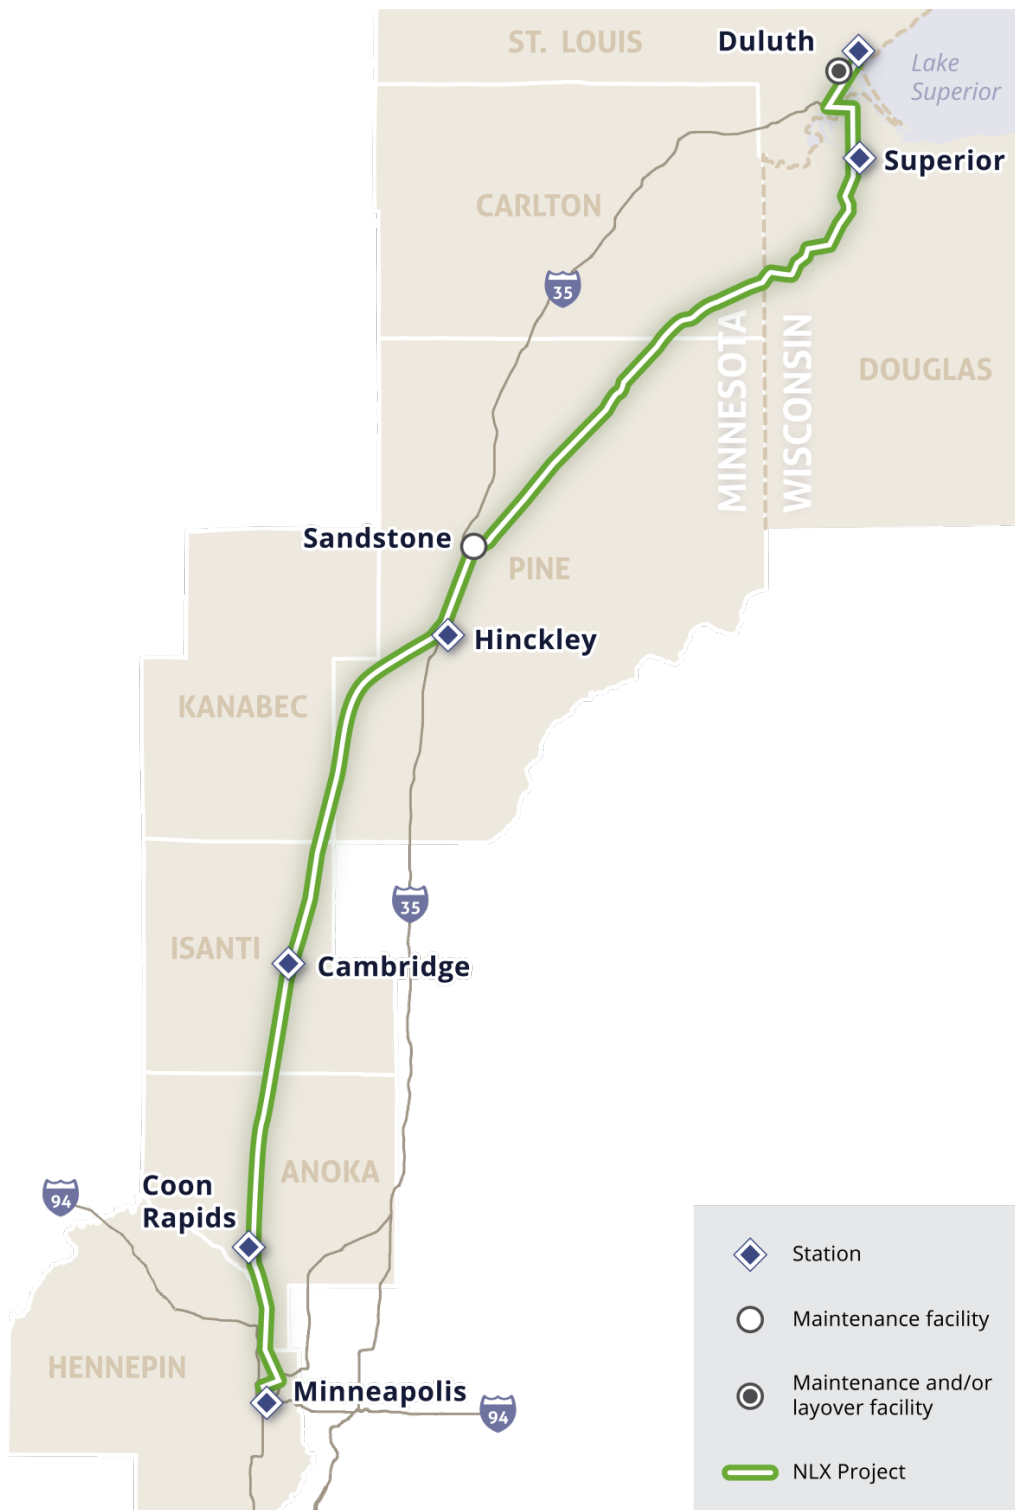 ST. LOUIS
Duluth
Lake
Superior
Superior
CARLTON
35
MINNESOTA
WISCONSIN
DOUGLAS
Sandstone
PINE
Hinckley
KANABEC
35
ISANTI
Cambridge
ANOKA
Coon
Rapids
94
HENNEPIN
Minneapolis
94
Station
Maintenance facility
Maintenance and/or
layover facility
NLX Project